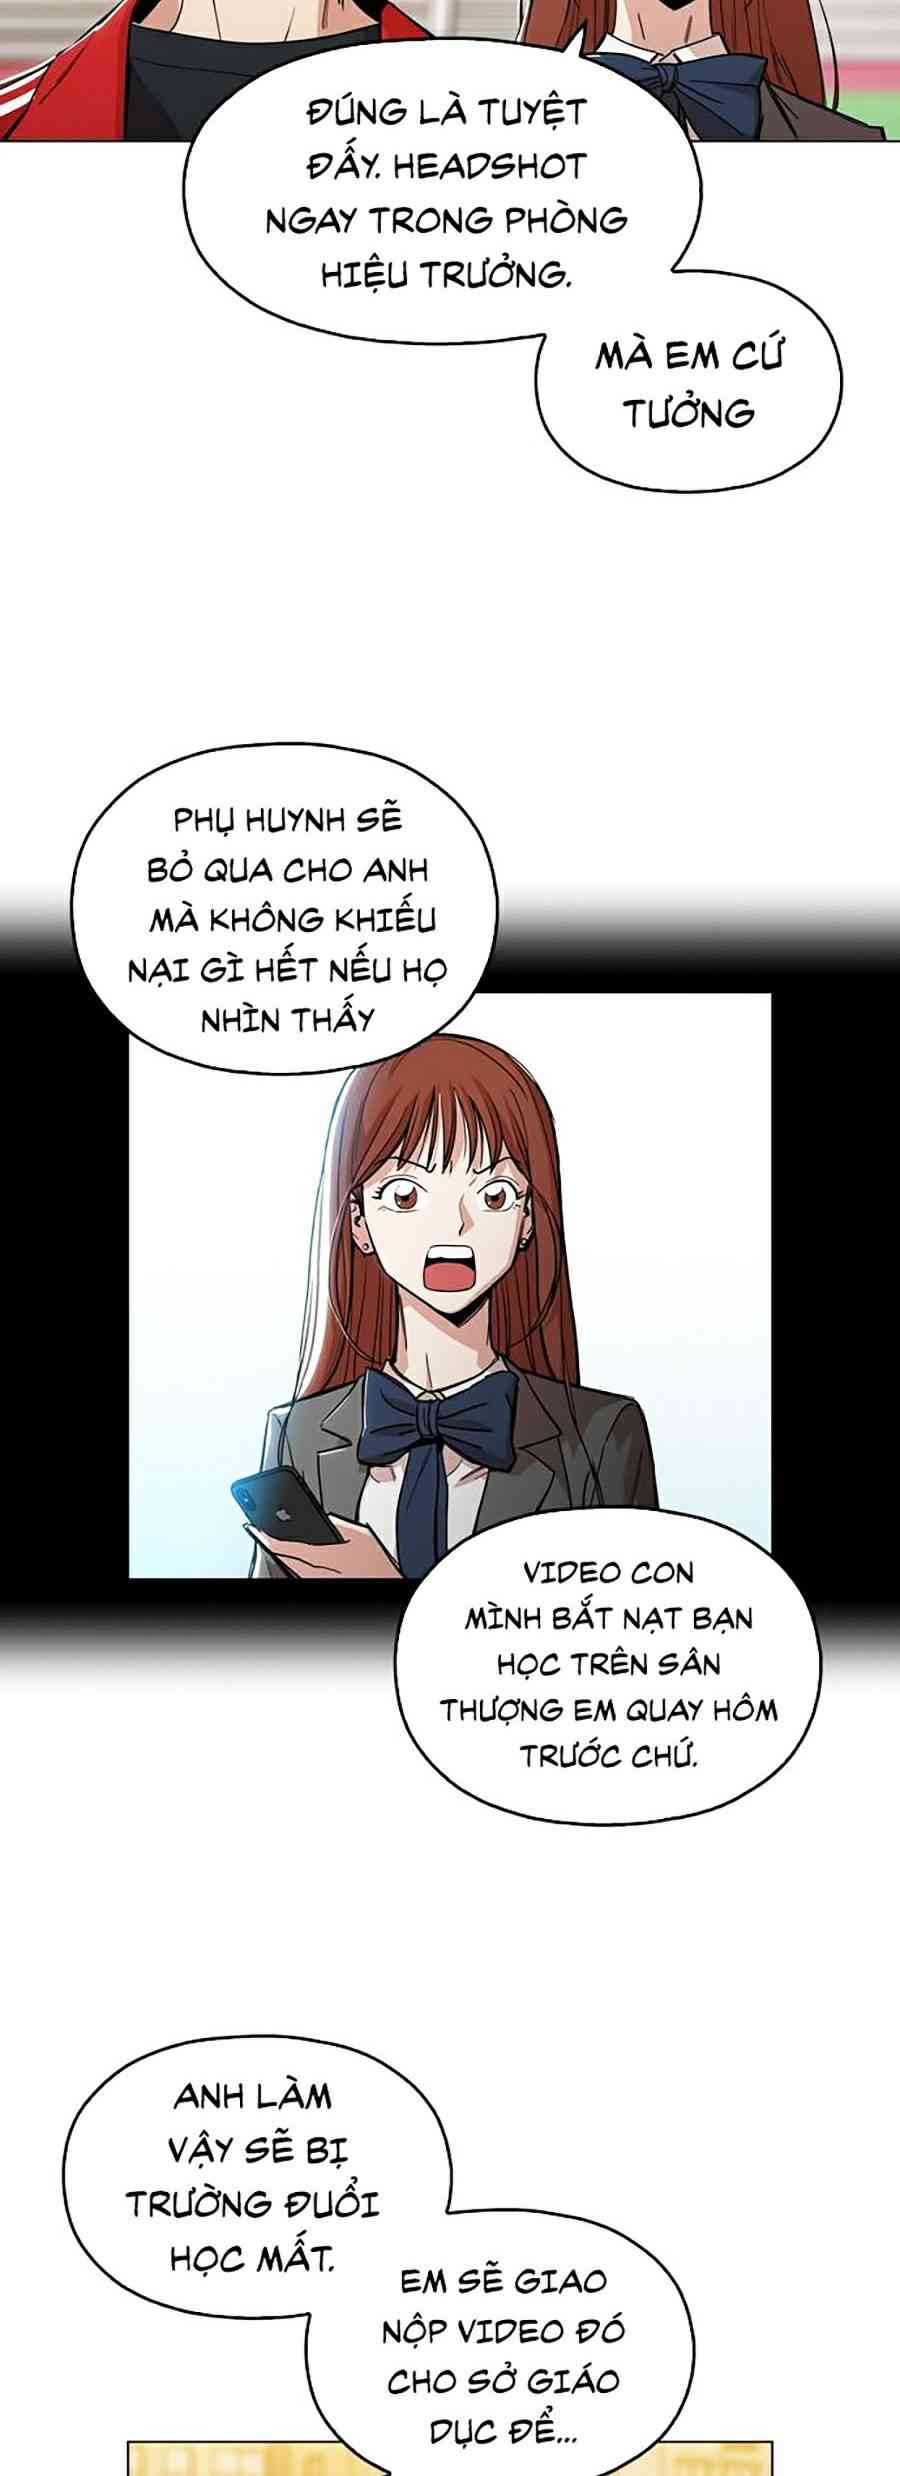 ĐÚNG LÀ TUYỆT
ĐẤY. HEADSHOT
NGAY TRONG PHÒNG
HIỆU TRƯỞNG.
MÀ EM CỨ
TƯỞNG
PHỤ HUYNH SẼ
BỎ QUA CHO ANH
MÀ KHÔNG KHIẾU
NẠI GÌ HẾT NẾU HỌ
NHÌN THẤY
VIDEO CON
MÌNH BẮT NẠT BẠN
HỌC TRÊN SÂN
THƯỢNG EM QUAY HÔM
TRƯỚC CHỨ.
ANH LÀM
VẬY SẼ BỊ
TRƯỜNG ĐUỔI
HỌC MẤT.
EM SẼ GIAO
NỘP VIDEO ĐÓ
CHO SỞ GIÁO
DỤC ĐỂ...